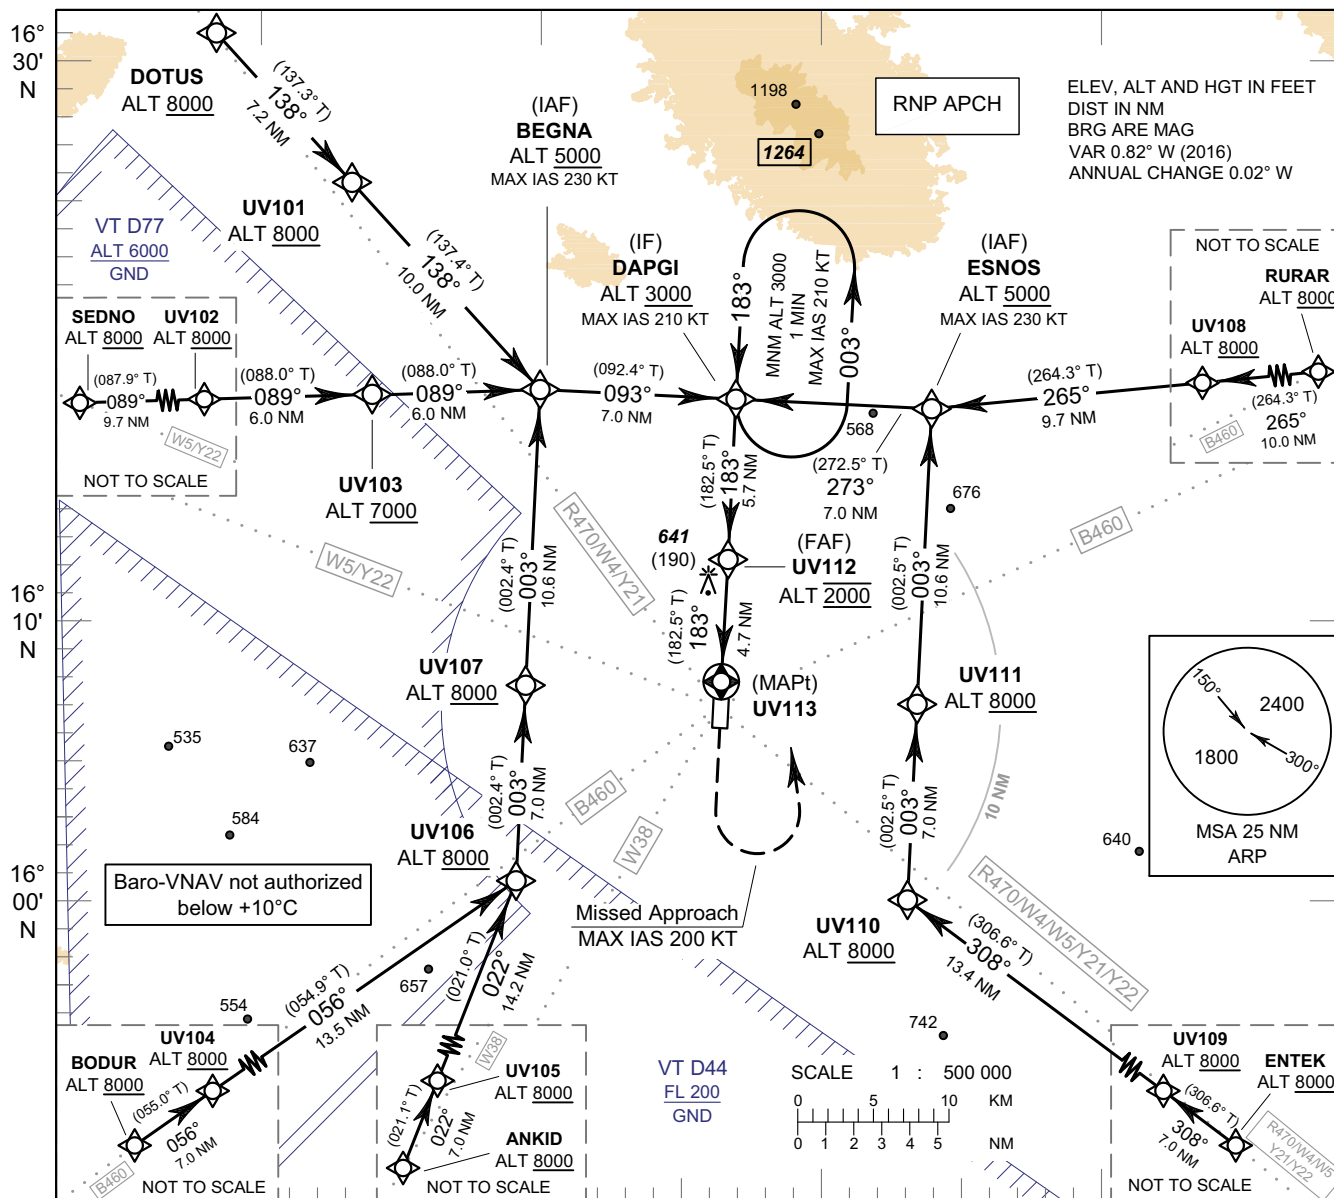 16°
30'
N
DOTUS
ALT 8000
(137.3° T)
138°
7.2 NM
(IAF)
BEGNA
ALT 5000
MAX IAS 230 KT
1198
1264
RNP APCH
ELEV, ALT AND HGT IN FEET
DIST IN NM
BRG ARE MAG
VAR 0.82° W (2016)
ANNUAL CHANGE 0.02° W
VT D77
ALT 6000
GND
UV101
ALT 8000
(137.4° T)
138°
10.0 NM
(IF)
DAPGI
ALT 3000
MAX IAS 210 KT
183°
MNM ALT 3000
1 MIN
MAX IAS 210 KT
003°
(IAF)
ESNOS
ALT 5000
MAX IAS 230 KT
NOT TO SCALE
RURAR
ALT 8000
UV108
ALT 8000
(264.3° T)
265°
10.0 NM
B460
(264.3° T)
265°
9.7 NM
SEDNO
ALT 8000
UV102
ALT 8000
(087.9° T)
089°
9.7 NM
W5/Y22
NOT TO SCALE
(088.0° T)
089°
6.0 NM
(088.0° T)
089°
6.0 NM
(092.4° T)
093°
7.0 NM
568
(272.5° T)
273°
7.0 NM
UV103
ALT 7000
(182.5° T)
183°
5.7 NM
676
R470/W4/Y21
W5/Y22
B460
641
(190)
(FAF)
UV112
ALT 2000
(002.4° T)
003°
10.6 NM
(002.5° T)
003°
10.6 NM
16°
10'
N
(182.5° T)
183°
4.7 NM
UV107
ALT 8000
(MAPt)
UV113
UV111
ALT 8000
150°
2400
1800
300°
MSA 25 NM
ARP
535
637
584
(002.4° T)
003°
7.0 NM
B460
W38
(002.5° T)
003°
7.0 NM
10 NM
640
UV106
ALT 8000
16°
00'
N
Baro-VNAV not authorized
below +10°C
Missed Approach
MAX IAS 200 KT
UV110
ALT 8000
R470/W4/W5/Y21/Y22
(306.6° T)
308°
13.4 NM
(054.9° T)
056°
13.5 NM
657
(021.0° T)
022°
14.2 NM
554
742
UV104
ALT 8000
BODUR
ALT 8000
(055.0° T)
056°
7.0 NM
B460
NOT TO SCALE
W38
UV105
ALT 8000
(021.1° T)
022°
7.0 NM
ANKID
ALT 8000
NOT TO SCALE
VT D44
FL 200
GND
SCALE 1 : 500 000
0 5 10 KM
0 1 2 3 4 5 NM
UV109
ALT 8000
ENTEK
ALT 8000
(306.6° T)
308°
7.0 NM
R470/W4/W5
Y21/Y22
NOT TO SCALE